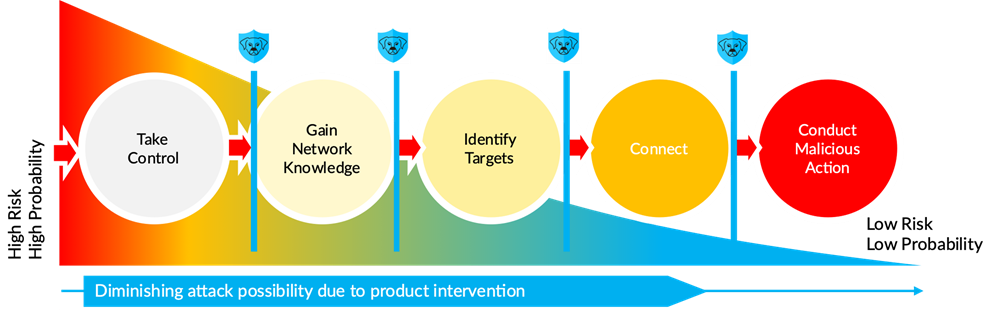 High Risk
High Probability
Take
Control
Gain
Network
Knowledge
Identify
Targets
Connect
Conduct
Malicious
Action
Low Risk
Low Probability
Diminishing attack possibility due to product intervention